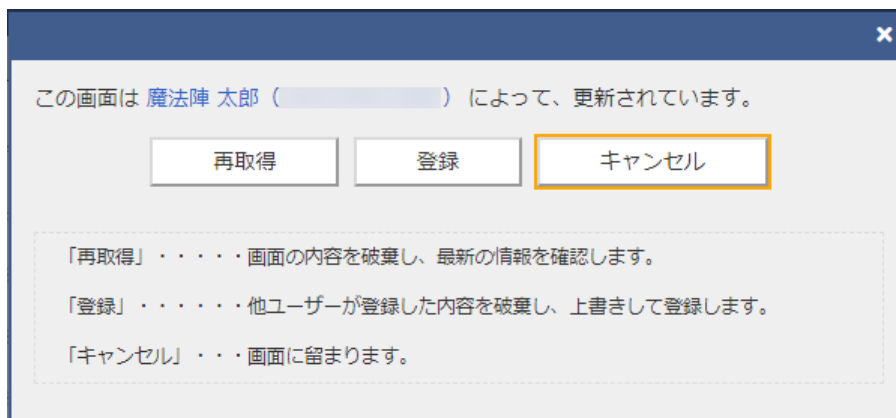 この画面は 魔法陣 太郎（　　　　　　　　） によって、更新されています。
再取得 登録 キャンセル
「再取得」・・・・・画面の内容を破棄し、最新の情報を確認します。
「登録」・・・・・・他ユーザーが登録した内容を破棄し、上書きして登録します。
「キャンセル」・・・画面に留まります。